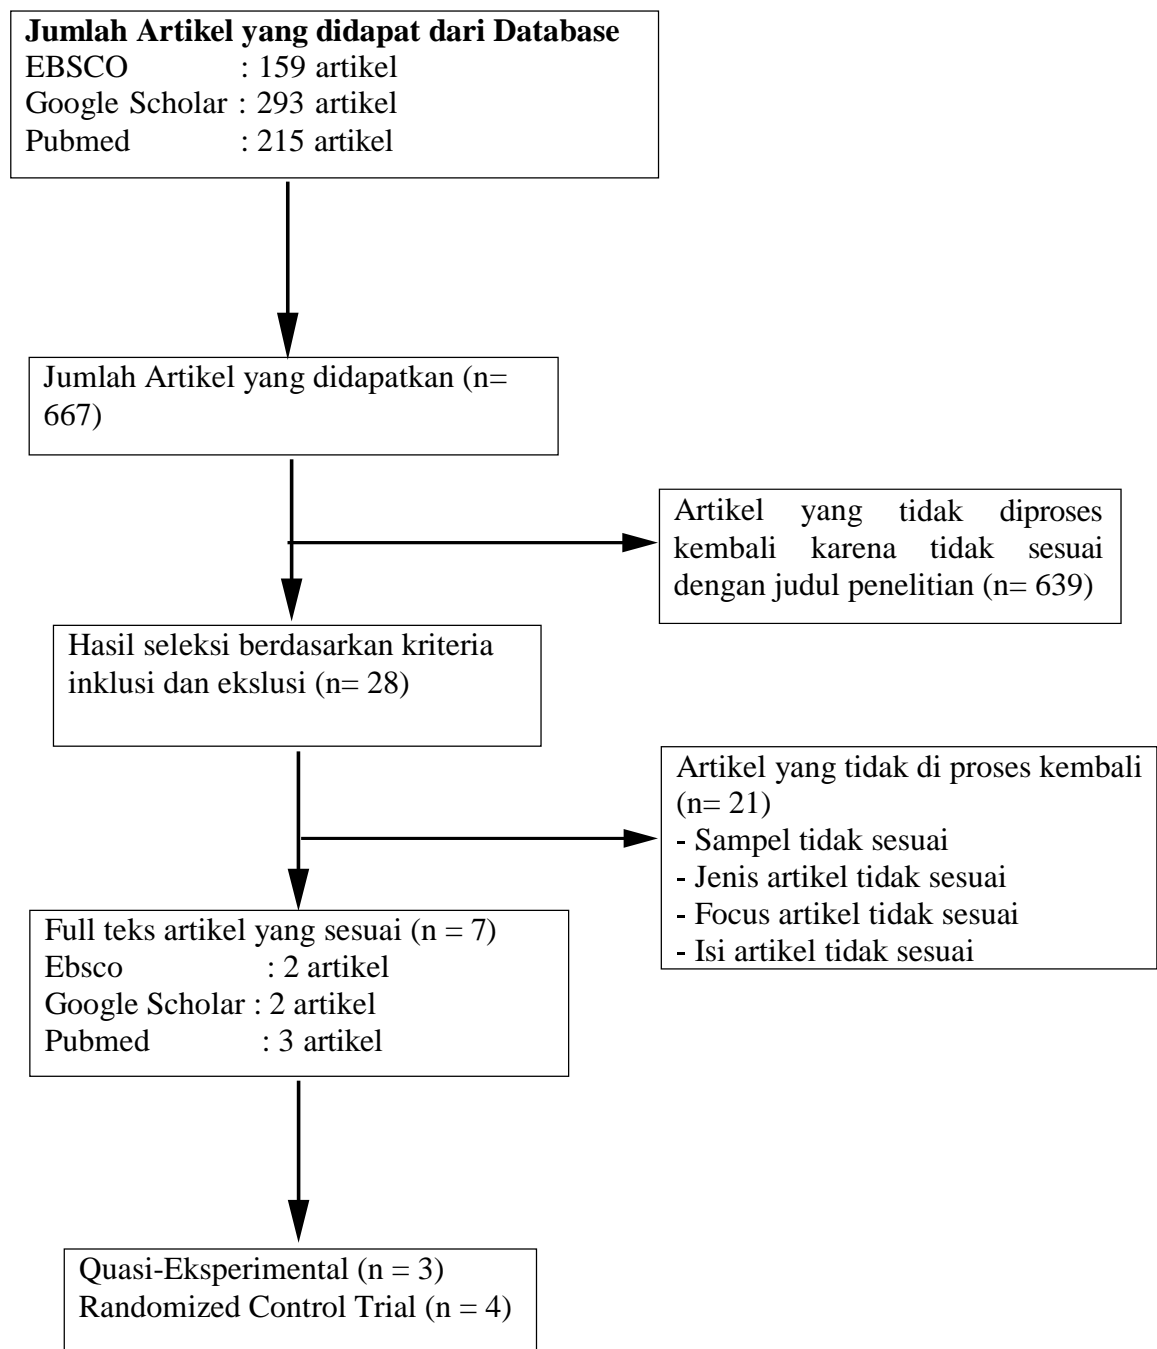 Jumlah Artikel yang didapat dari Database
EBSCO : 159 artikel
Google Scholar : 293 artikel
Pubmed : 215 artikel
Jumlah Artikel yang didapatkan (n=
667)
Artikel yang tidak diproses
kembali karena tidak sesuai
dengan judul penelitian (n= 639)
Hasil seleksi berdasarkan kriteria
inklusi dan ekslusi (n= 28)
Artikel yang tidak di proses kembali
(n= 21)
- Sampel tidak sesuai
- Jenis artikel tidak sesuai
- Focus artikel tidak sesuai
- Isi artikel tidak sesuai
Full teks artikel yang sesuai (n = 7)
Ebsco : 2 artikel
Google Scholar : 2 artikel
Pubmed : 3 artikel
Quasi-Eksperimental (n = 3)
Randomized Control Trial (n = 4)